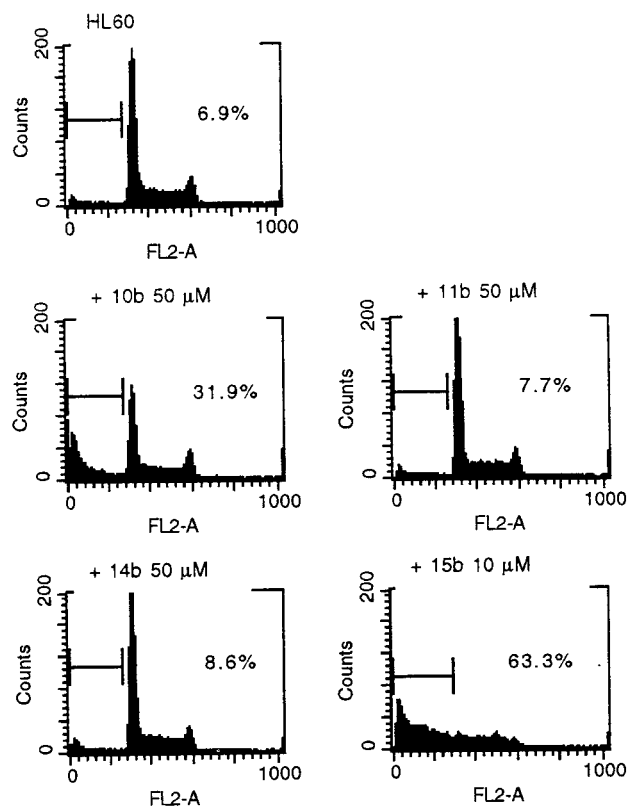 HL60
200
Counts
6.9%
0
0
1000
FL2-A
+ 10b 50 µM
200
Counts
31.9%
0
0
1000
FL2-A
+ 11b 50 µM
200
Counts
7.7%
0
0
1000
FL2-A
+ 14b 50 µM
200
Counts
8.6%
0
0
1000
FL2-A
+ 15b 10 µM
200
Counts
63.3%
0
0
1000
FL2-A